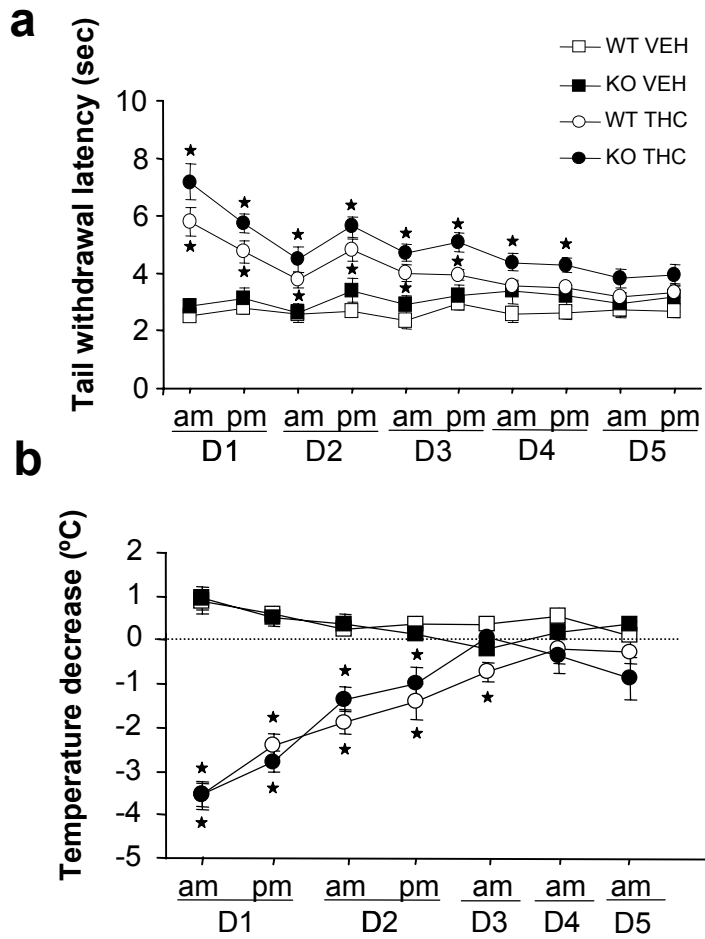 a
WT VEH
KO VEH
WT THC
KO THC
Tail withdrawal latency (sec)
10
8
6
4
2
0
am pm am pm am pm am pm am pm
D1 D2 D3 D4 D5
b
Temperature decrease (ºC)
2
1
0
-1
-2
-3
-4
-5
am pm am pm am am am
D1 D2 D3 D4 D5